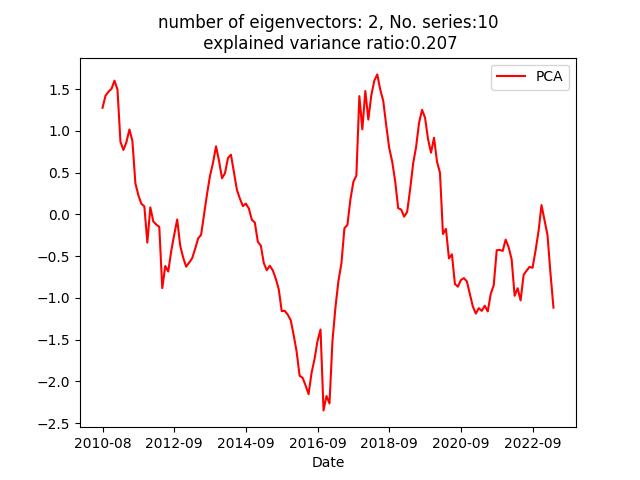 number of eigenvectors: 2, No. series:10
explained variance ratio:0.207
PCA
1.5
1.0
0.5
0.0
−0.5
−1.0
−1.5
−2.0
−2.5
2010-08 2012-09 2014-09 2016-09 2018-09 2020-09 2022-09
Date